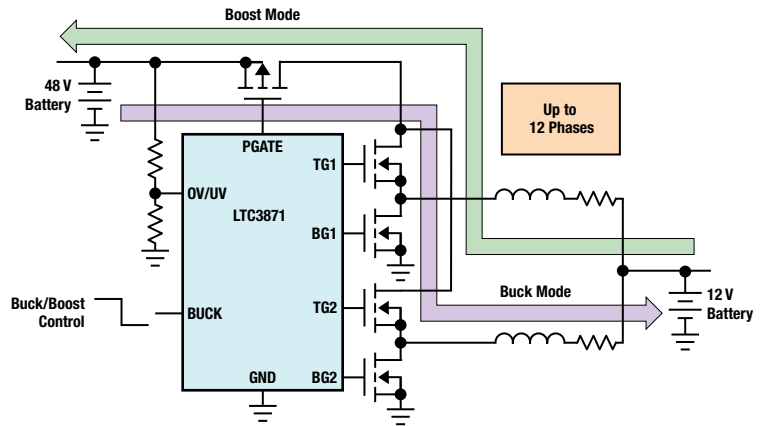 Boost Mode
48 V
Battery
Up to
12 Phases
PGATE
TG1
OV/UV
LTC3871
BG1
Buck Mode
12 V
Battery
Buck/Boost
Control
BUCK
TG2
GND
BG2